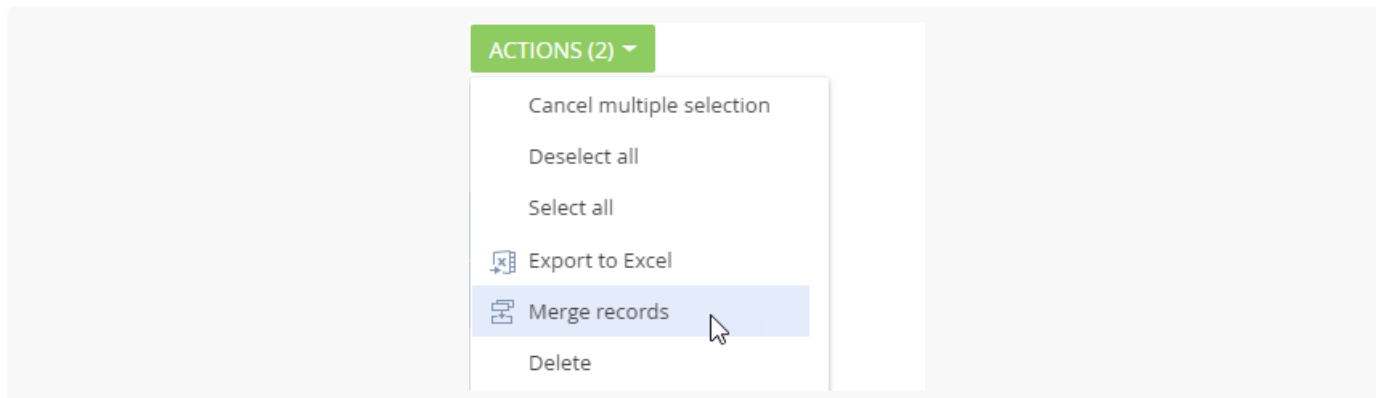 ACTIONS (2)
Cancel multiple selection
Deselect all
Select all
Export to Excel
Merge records
Delete